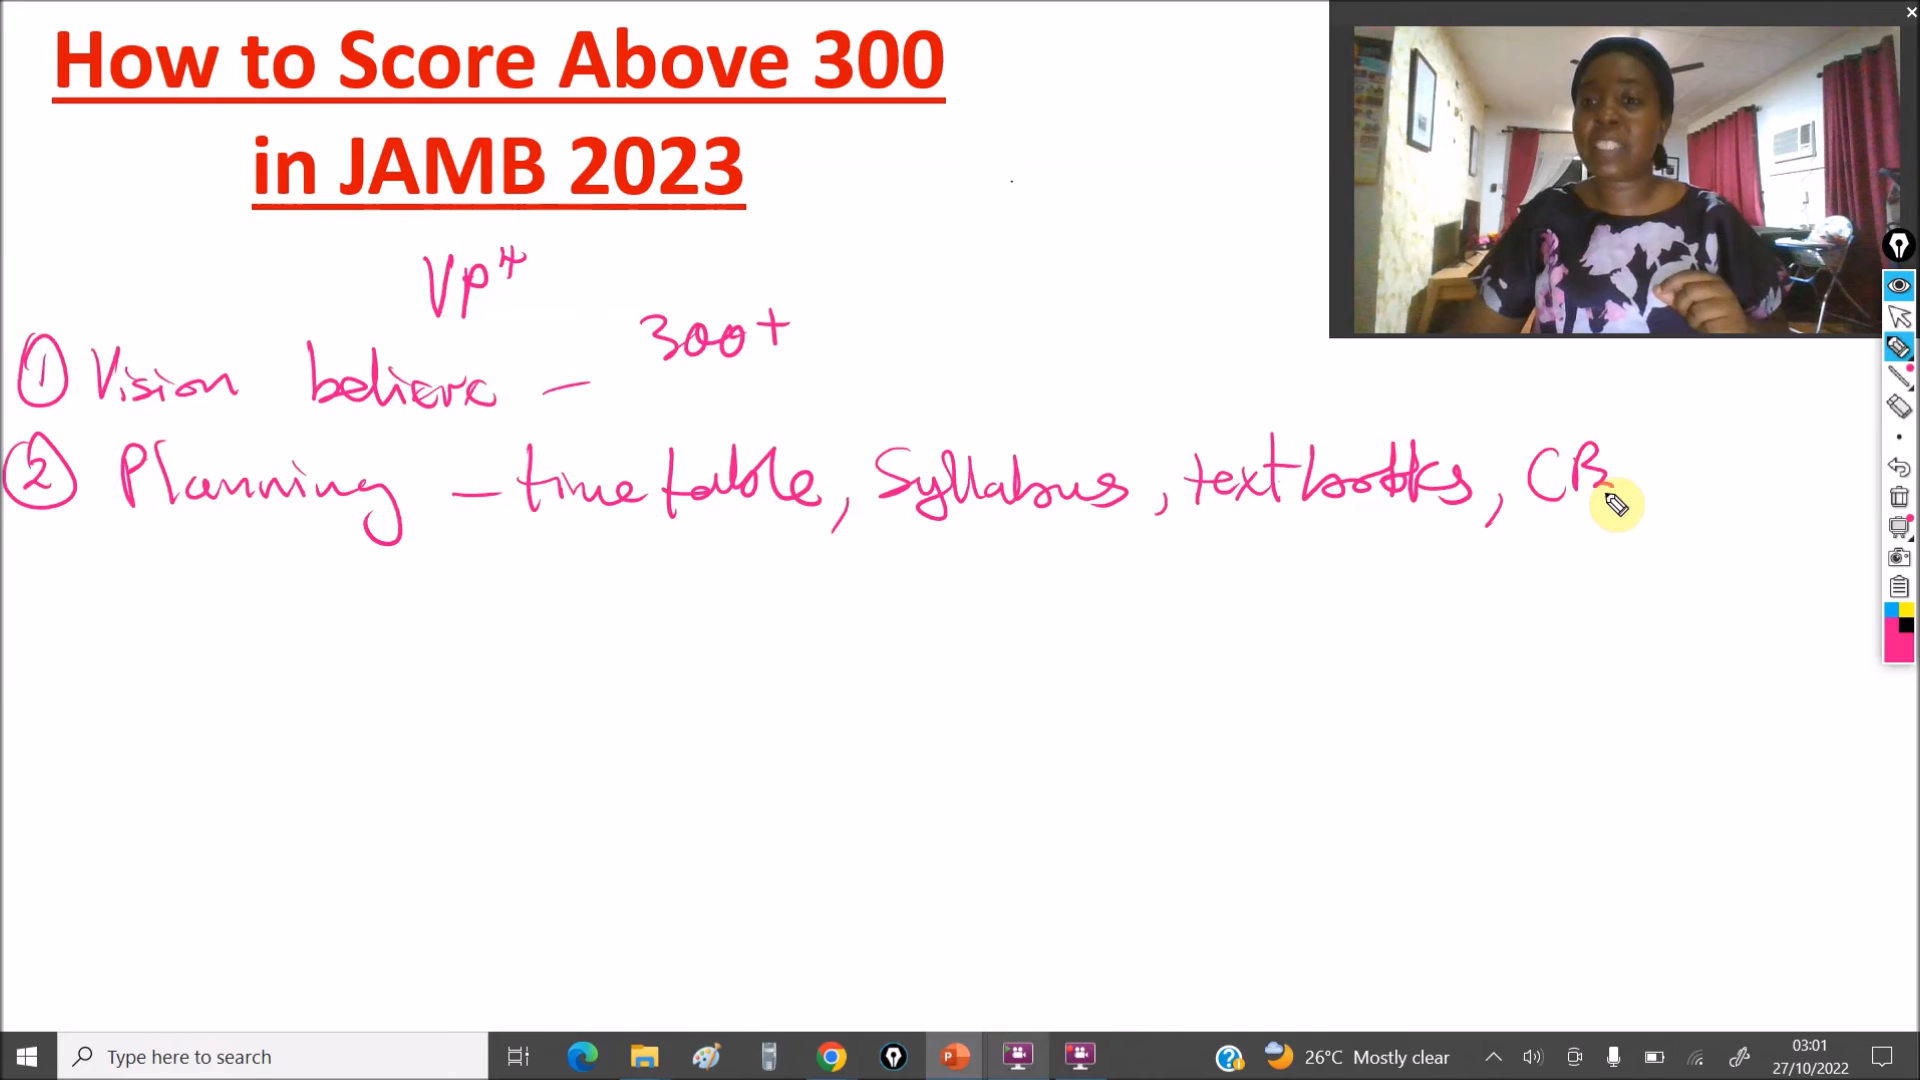 How to Score Above 300
in JAMB 2023
VP4
300+
1 Vision believe -
2 Planning - time table, Syllabus, textbooks, CB
Type here to search
26°C Mostly clear
03:01
27/10/2022